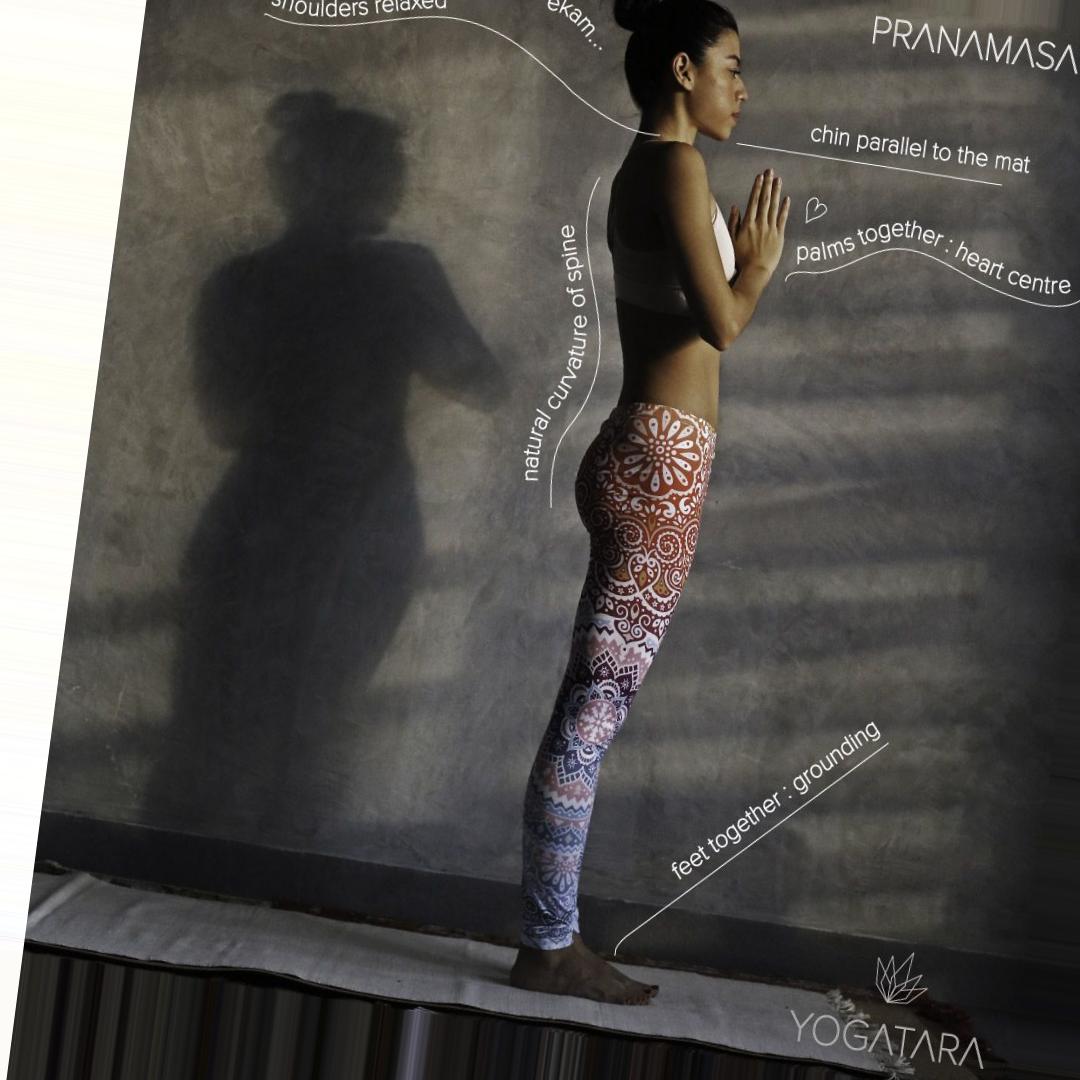 shoulders relaxed
ekam...
PRANAMASA
chin parallel to the mat
palms together : heart centre
natural curvature of spine
feet together : grounding
YOGATARA